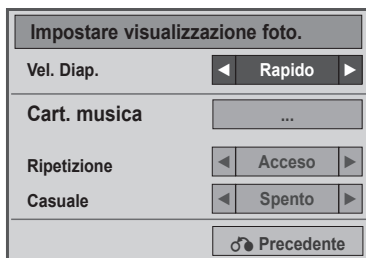 Impostare visualizzazione foto.
Vel. Diap. ◀ Rapido ▶
Cart. musica ...
Ripetizione ◀ Acceso ▶
Casuale ◀ Spento ▶
Precedente